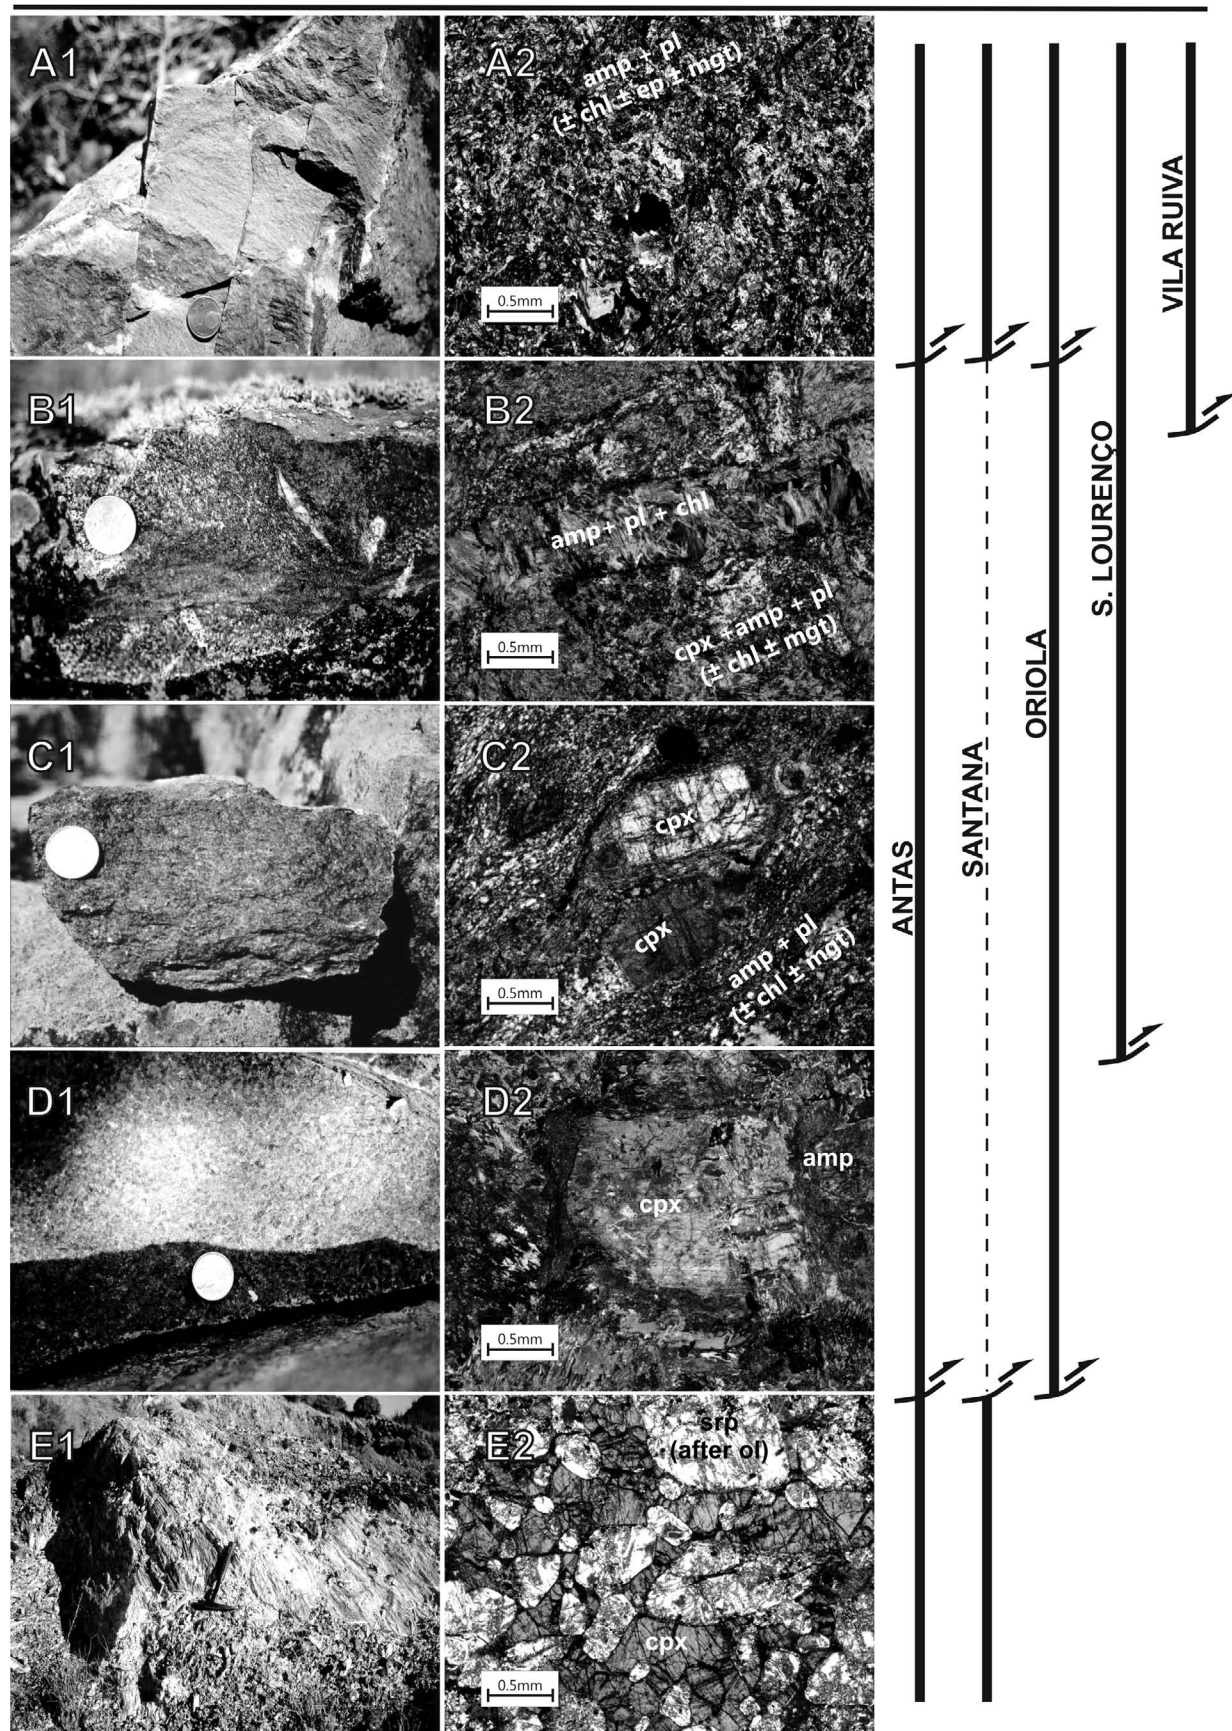 A1
A2
amp + pl
(± chl ± ep ± mgt)
0.5mm
B1
B2
amp+ pl + chl
cpx +amp + pl
(± chl ± mgt)
0.5mm
C1
C2
cpx
cpx
amp + pl
(± chl ± mgt)
0.5mm
D1
D2
cpx
amp
0.5mm
E1
E2
srp
(after ol)
cpx
0.5mm
ANTAS
SANTANA
ORIOLA
S. LOURENÇO
VILA RUIVA